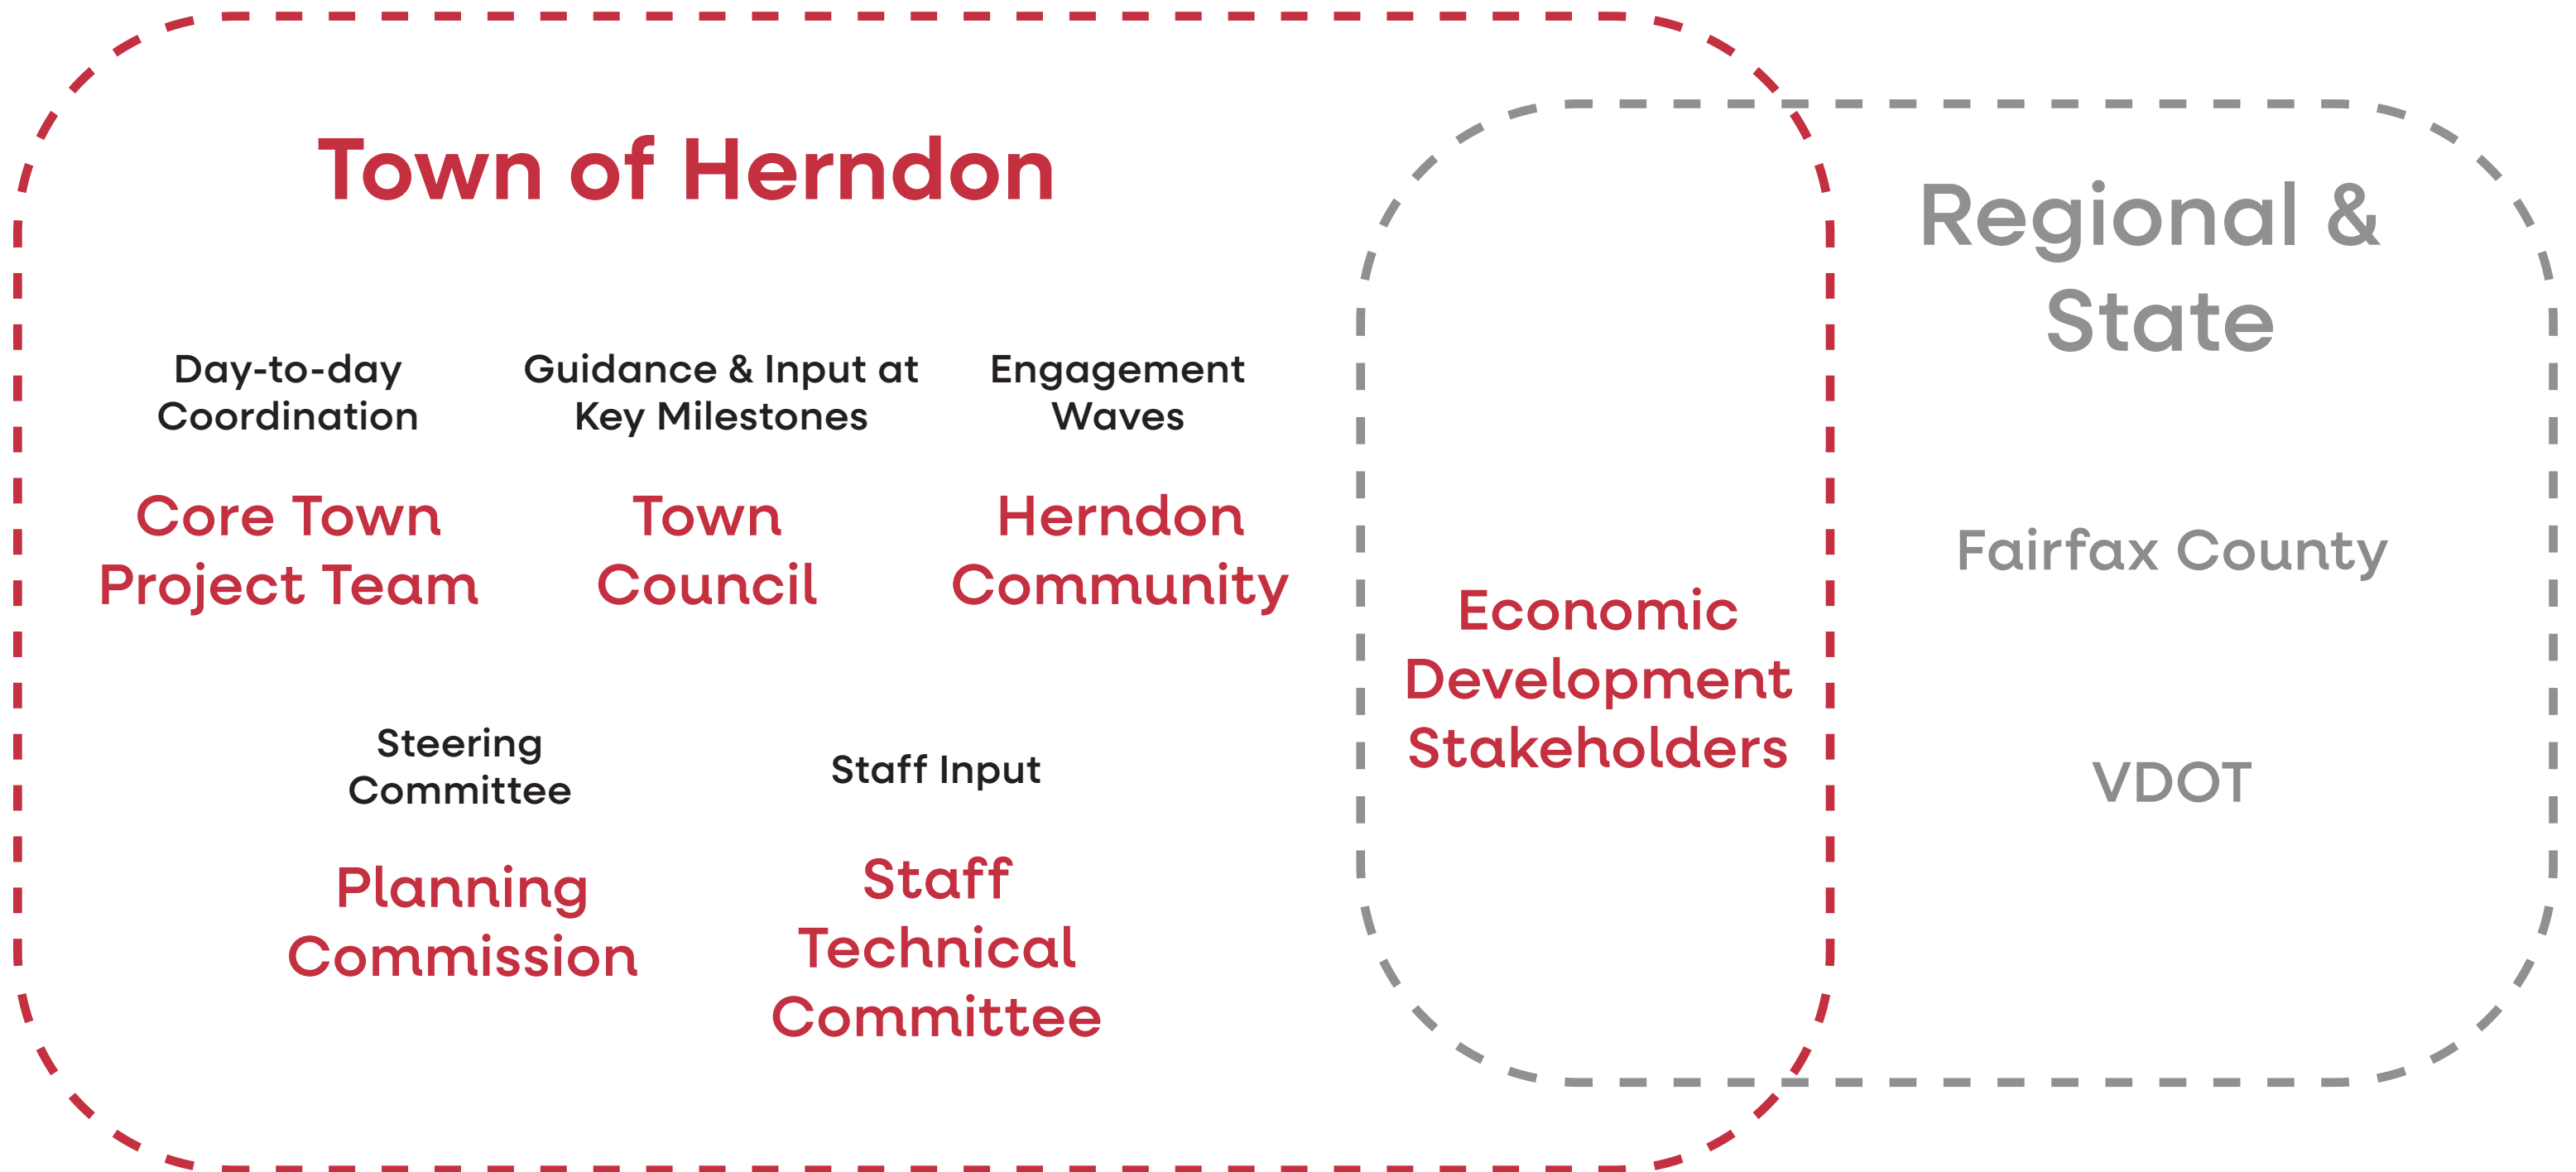 Town of Herndon
Day-to-day
Coordination
Core Town
Project Team
Guidance & Input at
Key Milestones
Town
Council
Engagement
Waves
Herndon
Community
Steering
Committee
Planning
Commission
Staff Input
Staff
Technical
Committee
Economic
Development
Stakeholders
Regional &
State
Fairfax County
VDOT